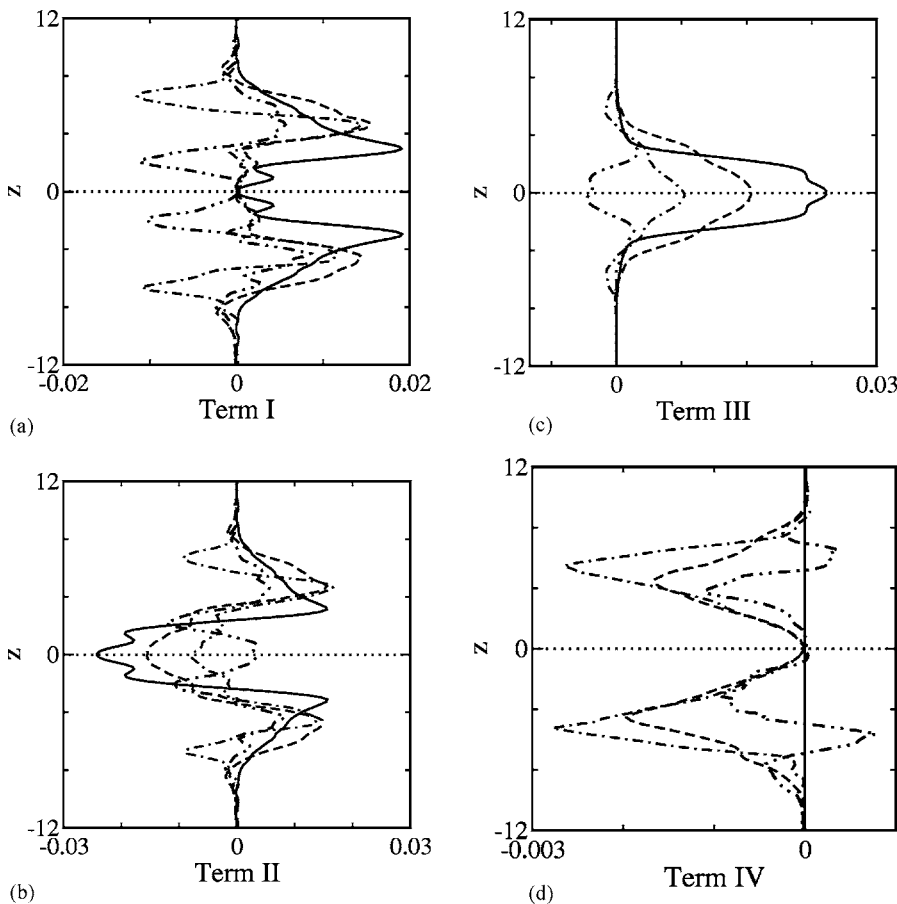 12
z
0
-12
-0.02 0 0.02
Term I
(a)
12
z
0
-12
0 0.03
Term III
(c)
12
z
0
-12
-0.03 0 0.03
Term II
(b)
12
z
0
-12
-0.003 0
Term IV
(d)